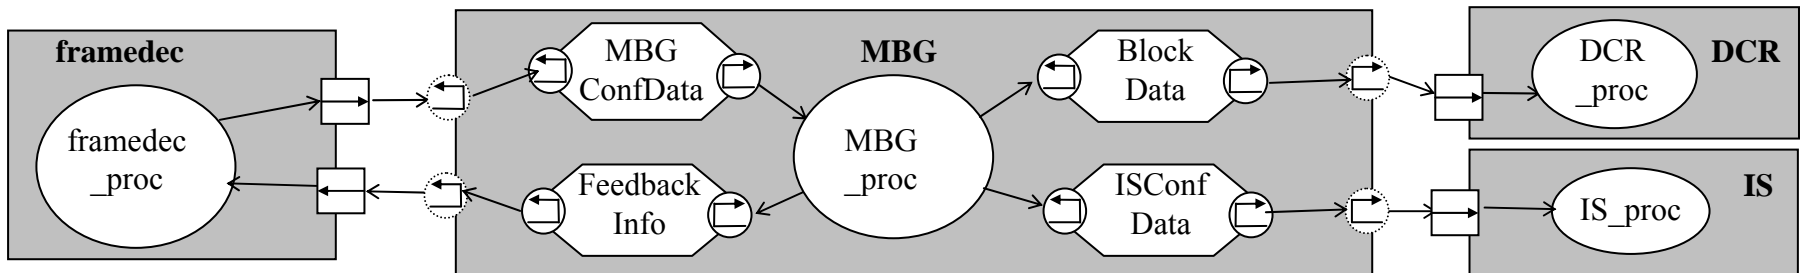 framedec
framedec
_proc
MBG
MBG
ConfData
Feedback
Info
MBG
_proc
Block
Data
ISConf
Data
DCR
DCR
_proc
IS
IS_proc